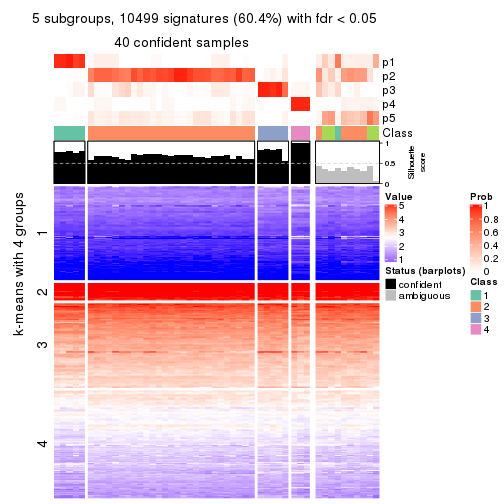 5 subgroups, 10499 signatures (60.4%) with fdr < 0.05
40 confident samples
p1
p2
p3
p4
p5
Class
1
0.5
0
Silhouette
score
k-means with 4 groups
1
2
3
4
Value
5
4
3
2
1
Status (barplots)
confident
ambiguous
Prob
1
0.8
0.6
0.4
0.2
0
Class
1
2
3
4